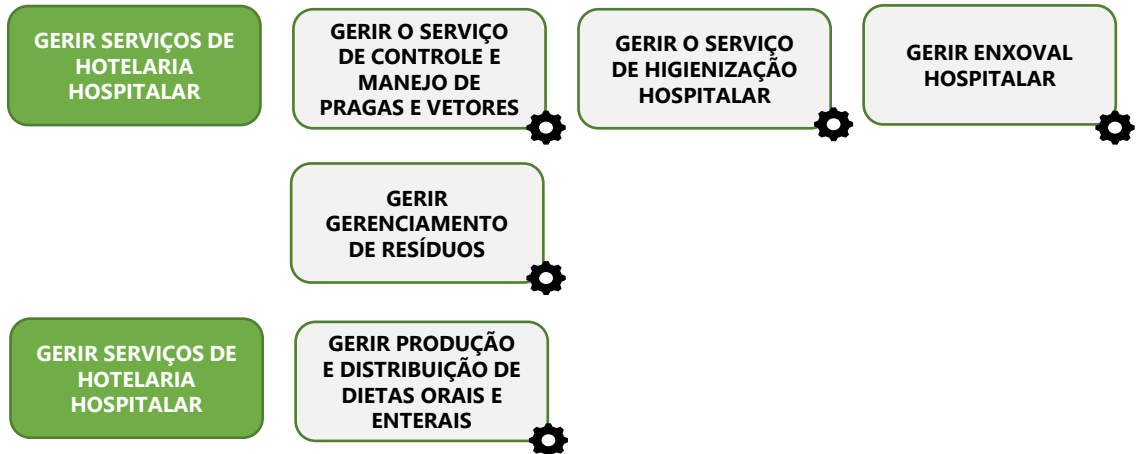 GERIR SERVIÇOS DE
HOTELARIA
HOSPITALAR
GERIR O SERVIÇO
DE CONTROLE E
MANEJO DE
PRAGAS E VETORES
GERIR O SERVIÇO
DE HIGIENIZAÇÃO
HOSPITALAR
GERIR ENXOVAL
HOSPITALAR
GERIR
GERENCIAMENTO
DE RESÍDUOS
GERIR SERVIÇOS DE
HOTELARIA
HOSPITALAR
GERIR PRODUÇÃO
E DISTRIBUIÇÃO DE
DIETAS ORAIS E
ENTERAIS